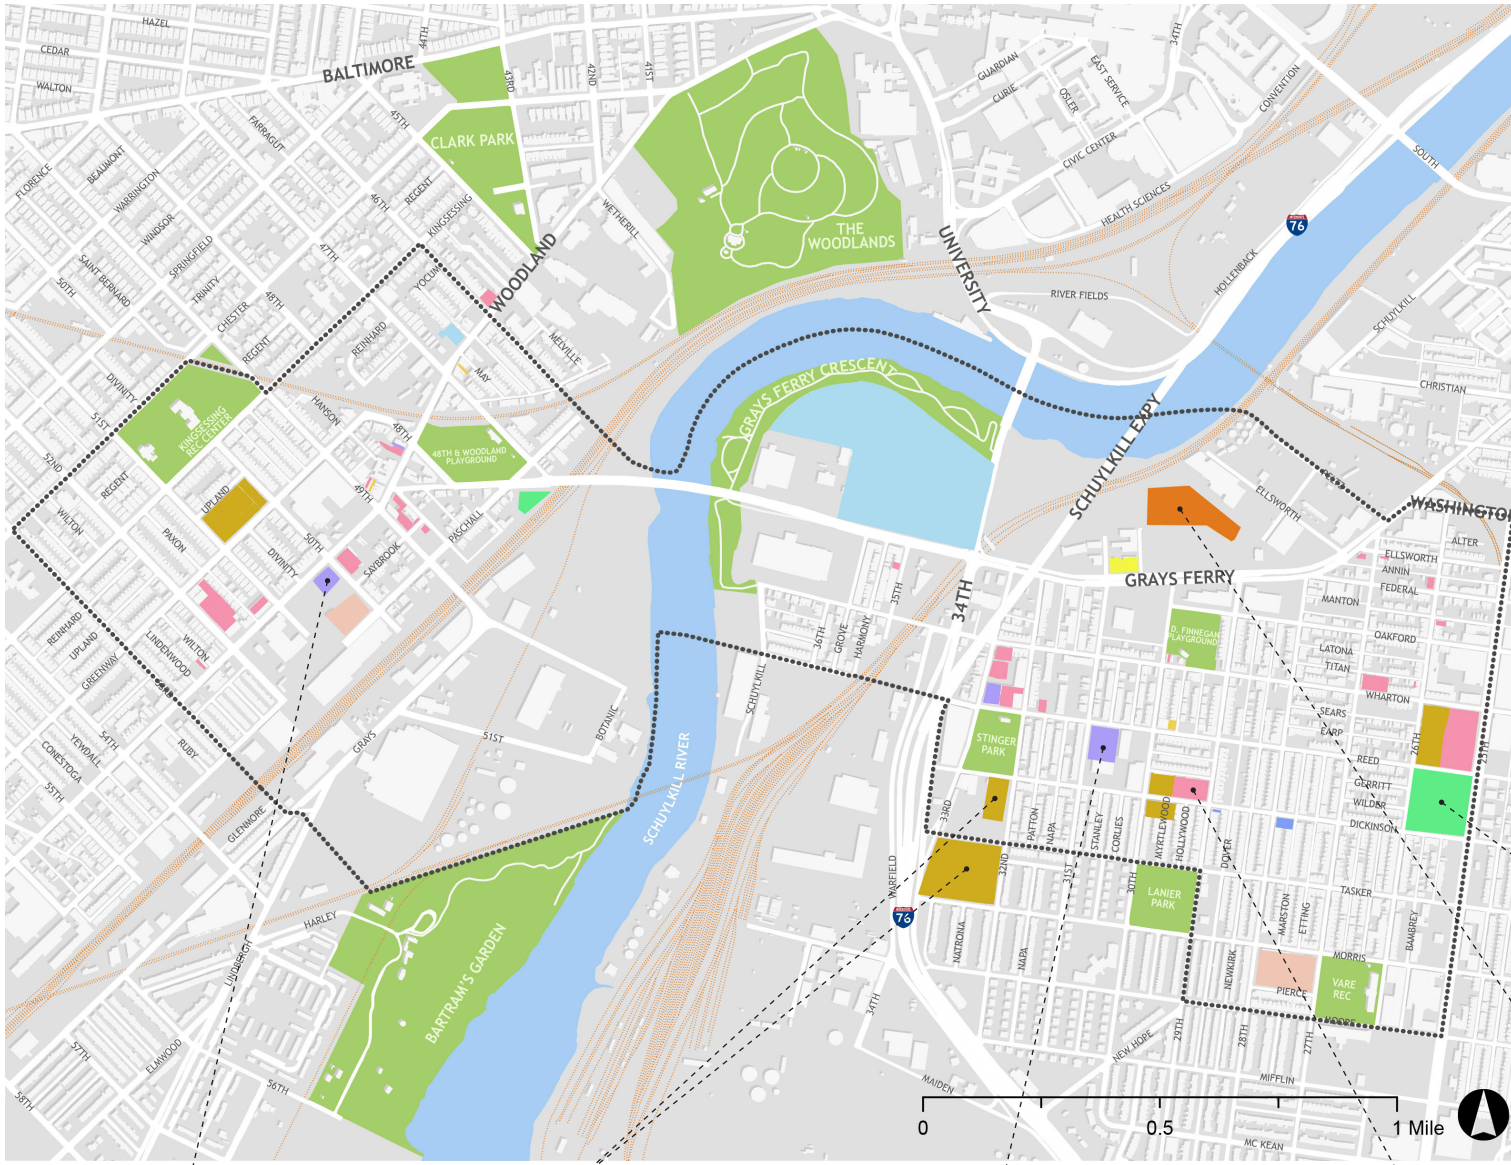 HAZEL
CEDAR
WALTON
44TH
BALTIMORE
43RD
42ND
41ST
34TH
GUARDIAN
CURIE
OSLER
EAST SERVICE
CONVENTION
CIVIC CENTER
SOUTH
HEALTH SCIENCES
FLORENCE
BEAUMONT
WARRINGTON
WINDSOR
SPRINGFIELD
TRINITY
CHESTER
REGENT
FARRAGUT
45TH
46TH
47TH
48TH
REGENT
KINGSESSING
CLARK PARK
WETHERILL
THE
WOODLANDS
UNIVERSITY
WOODLAND
YOCUM
REINHARD
MELVILLE
MAY
SAINT BERNARD
50TH
RIVER FIELDS
HOLLENBACK
INTERSTATE
76
SCHUYLKILL
CHRISTIAN
DIVINITY
51ST
52ND
REGENT
WILTON
KINGSESSING
REC CENTER
HANSON
48TH
49TH
48TH & WOODLAND
PLAYGROUND
UPLAND
PAXON
DIVINITY
50TH
SAYBROOK
PASCHALL
GRAYS FERRY CRESCENT
SCHUYLKILL EXPY
ELLSWORTH
WASHINGTON
ALTER
ELLSWORTH
ANNIN
FEDERAL
MANTON
OAKFORD
LATONA
TITAN
WHARTON
SEARS
EARP
REED
GERRITT
WILDER
DICKINSON
26TH
25TH
GRAYS FERRY
34TH
35TH
36TH
GROVE
HARMONY
D. FINNEGAN
PLAYGROUND
STINGER
PARK
REINHARD
UPLAND
GREENWAY
LINDENWOOD
WILTON
53RD
RUBY
54TH
YEWDALL
CONESTOGA
55TH
GLENMORE
GRAYS
51ST
BOTANIC
SCHUYLKILL
SCHUYLKILL RIVER
33RD
PATTON
NAPA
STANLEY
CORLIES
MYRTLEWOOD
HOLLYWOOD
DOVER
32ND
31ST
30TH
LANIER
PARK
TASKER
MARSTON
ETTING
BAMBREY
MORRIS
VARE
REC
PIERCE
MOORE
NEWKIRK
29TH
28TH
27TH
WARFIELD
INTERSTATE
76
NATRONA
NAPA
34TH
NEW HOPE
MAIDEN
MIFFLIN
MC KEAN
HARLEY
LINDBERGH
BARTRAM'S GARDEN
ELMWOOD
56TH
57TH
58TH
0
0.5
1 Mile